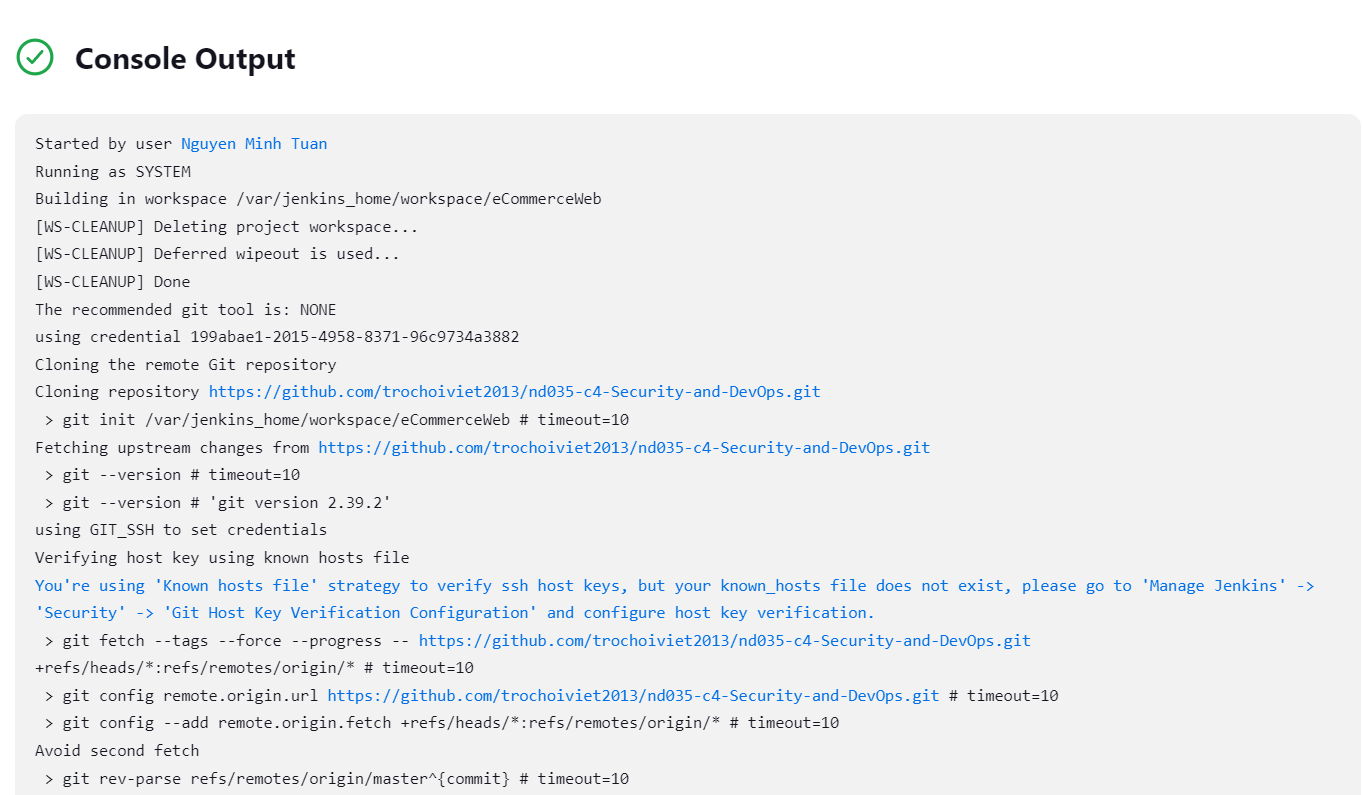 Console Output
Started by user Nguyen Minh Tuan
Running as SYSTEM
Building in workspace /var/jenkins_home/workspace/eCommerceWeb
[WS-CLEANUP] Deleting project workspace...
[WS-CLEANUP] Deferred wipeout is used...
[WS-CLEANUP] Done
The recommended git tool is: NONE
using credential 199abae1-2015-4958-8371-96c9734a3882
Cloning the remote Git repository
Cloning repository https://github.com/trochoiviet2013/nd035-c4-Security-and-DevOps.git
 > git init /var/jenkins_home/workspace/eCommerceWeb # timeout=10
Fetching upstream changes from https://github.com/trochoiviet2013/nd035-c4-Security-and-DevOps.git
 > git --version # timeout=10
 > git --version # 'git version 2.39.2'
using GIT_SSH to set credentials
Verifying host key using known hosts file
You're using 'Known hosts file' strategy to verify ssh host keys, but your known_hosts file does not exist, please go to 'Manage Jenkins' ->
'Security' -> 'Git Host Key Verification Configuration' and configure host key verification.
 > git fetch --tags --force --progress -- https://github.com/trochoiviet2013/nd035-c4-Security-and-DevOps.git
+refs/heads/*:refs/remotes/origin/* # timeout=10
 > git config remote.origin.url https://github.com/trochoiviet2013/nd035-c4-Security-and-DevOps.git # timeout=10
 > git config --add remote.origin.fetch +refs/heads/*:refs/remotes/origin/* # timeout=10
Avoid second fetch
 > git rev-parse refs/remotes/origin/master^{commit} # timeout=10